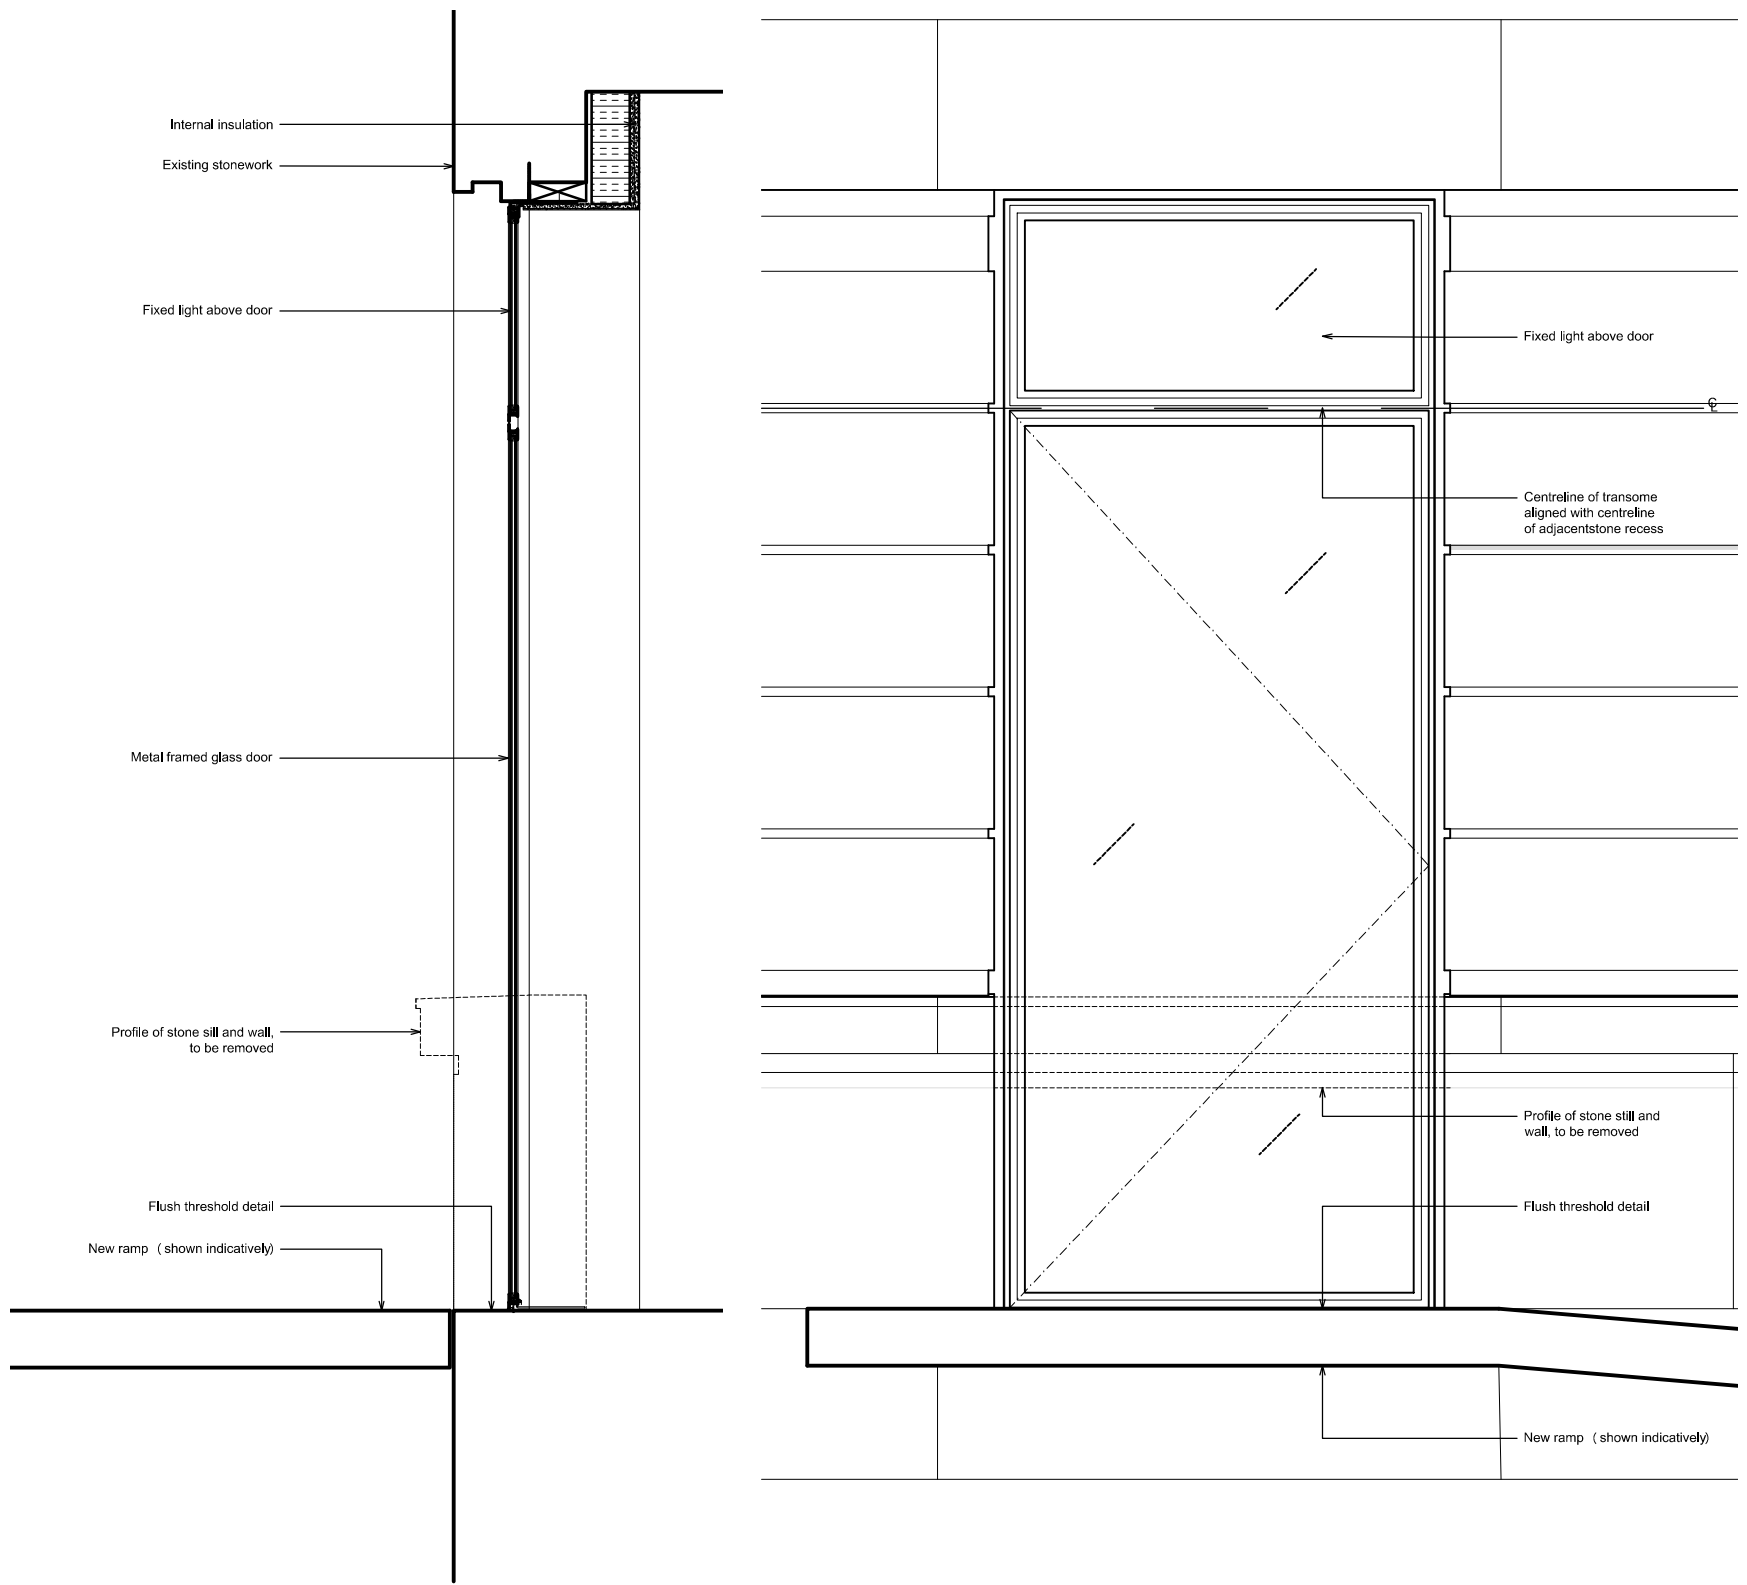 Internal insulation
Existing stonework
Fixed light above door
Metal framed glass door
Profile of stone sill and wall,
to be removed
Flush threshold detail
New ramp ( shown indicatively)
Fixed light above door
℄
Centreline of transome
aligned with centreline
of adjacentstone recess
Profile of stone still and
wall, to be removed
Flush threshold detail
New ramp ( shown indicatively)